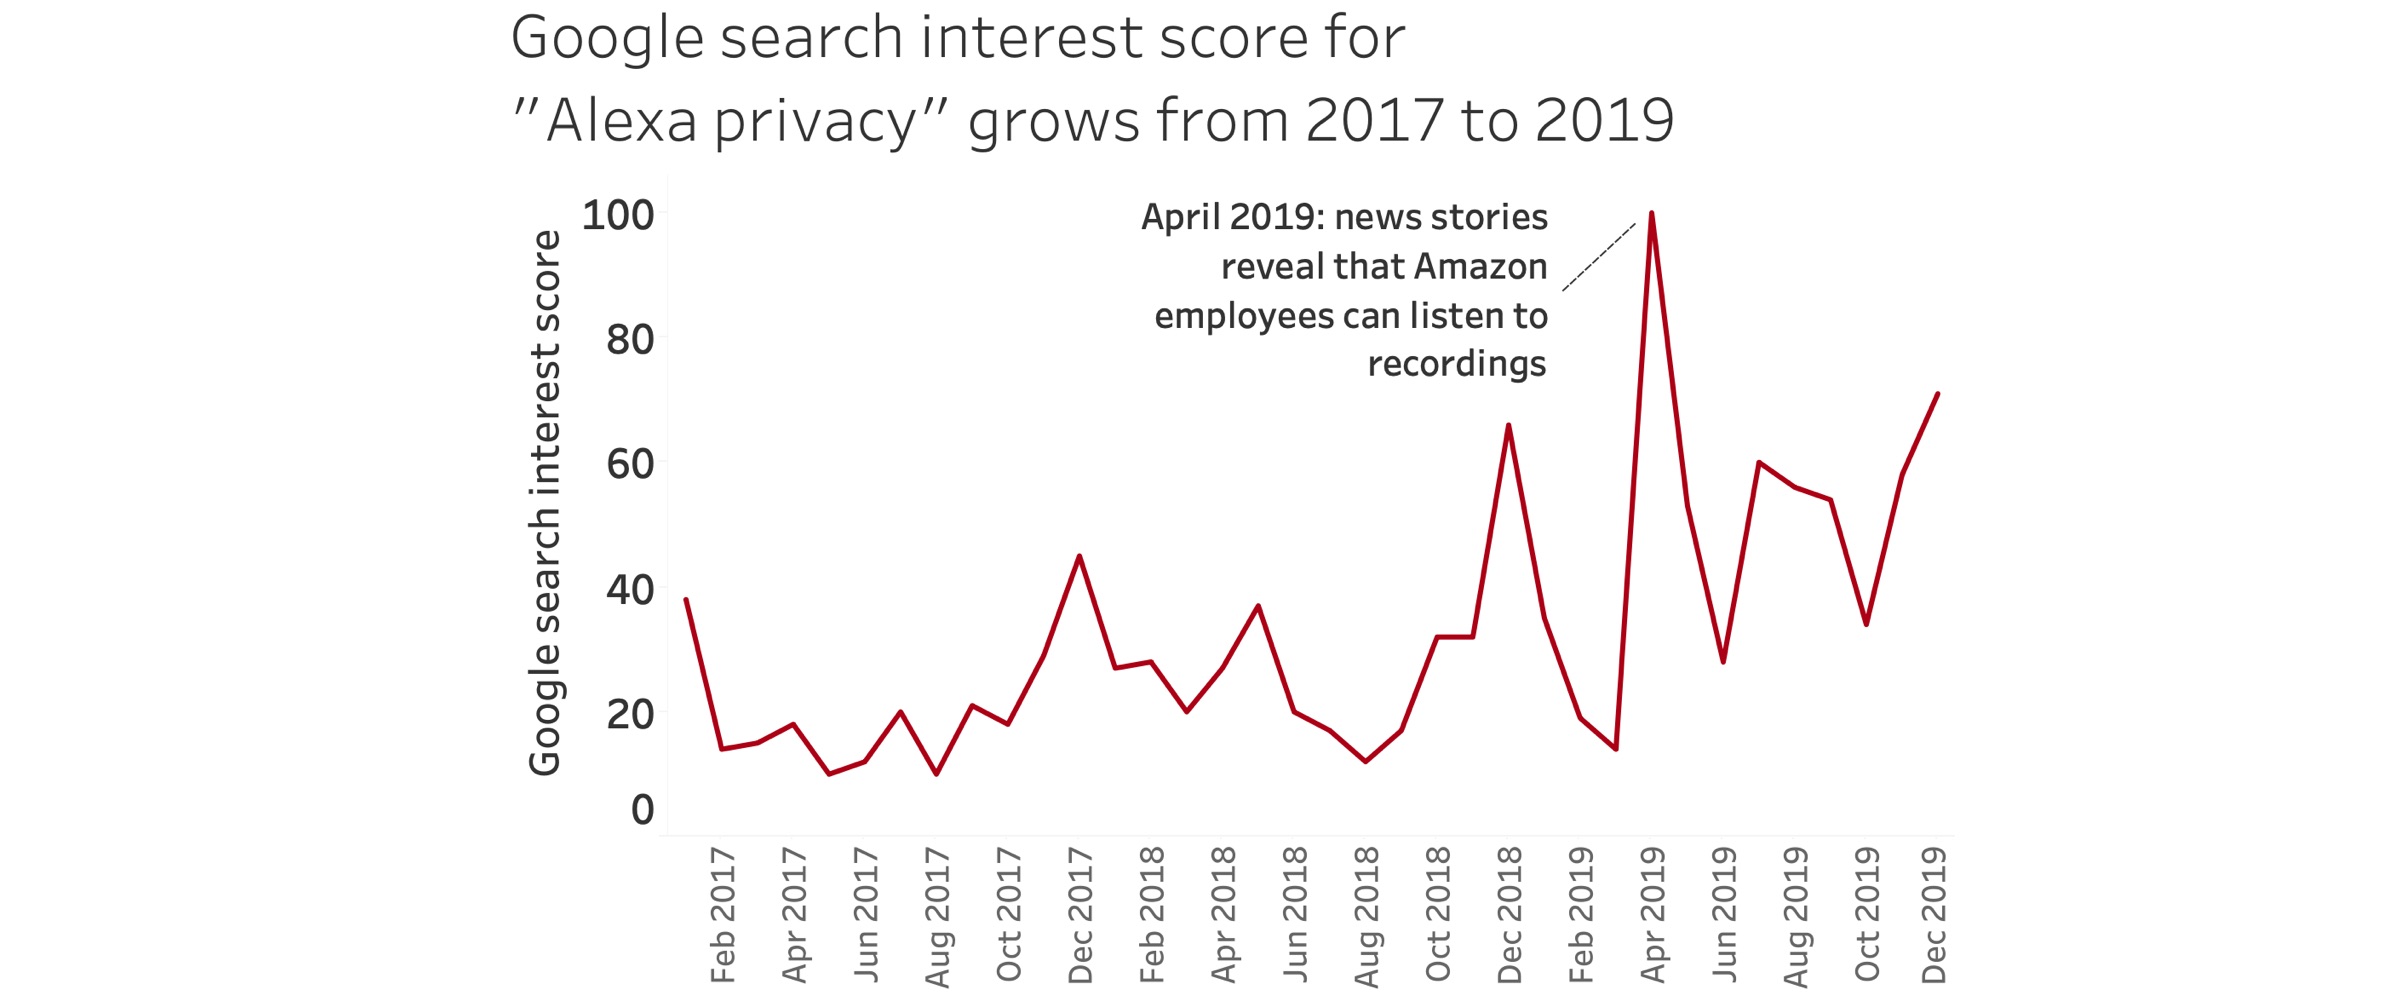 Google search interest score for
”Alexa privacy” grows from 2017 to 2019
Google search interest score
100
80
60
40
20
0
April 2019: news stories
reveal that Amazon
employees can listen to
recordings
Feb 2017
Apr 2017
Jun 2017
Aug 2017
Oct 2017
Dec 2017
Feb 2018
Apr 2018
Jun 2018
Aug 2018
Oct 2018
Dec 2018
Feb 2019
Apr 2019
Jun 2019
Aug 2019
Oct 2019
Dec 2019